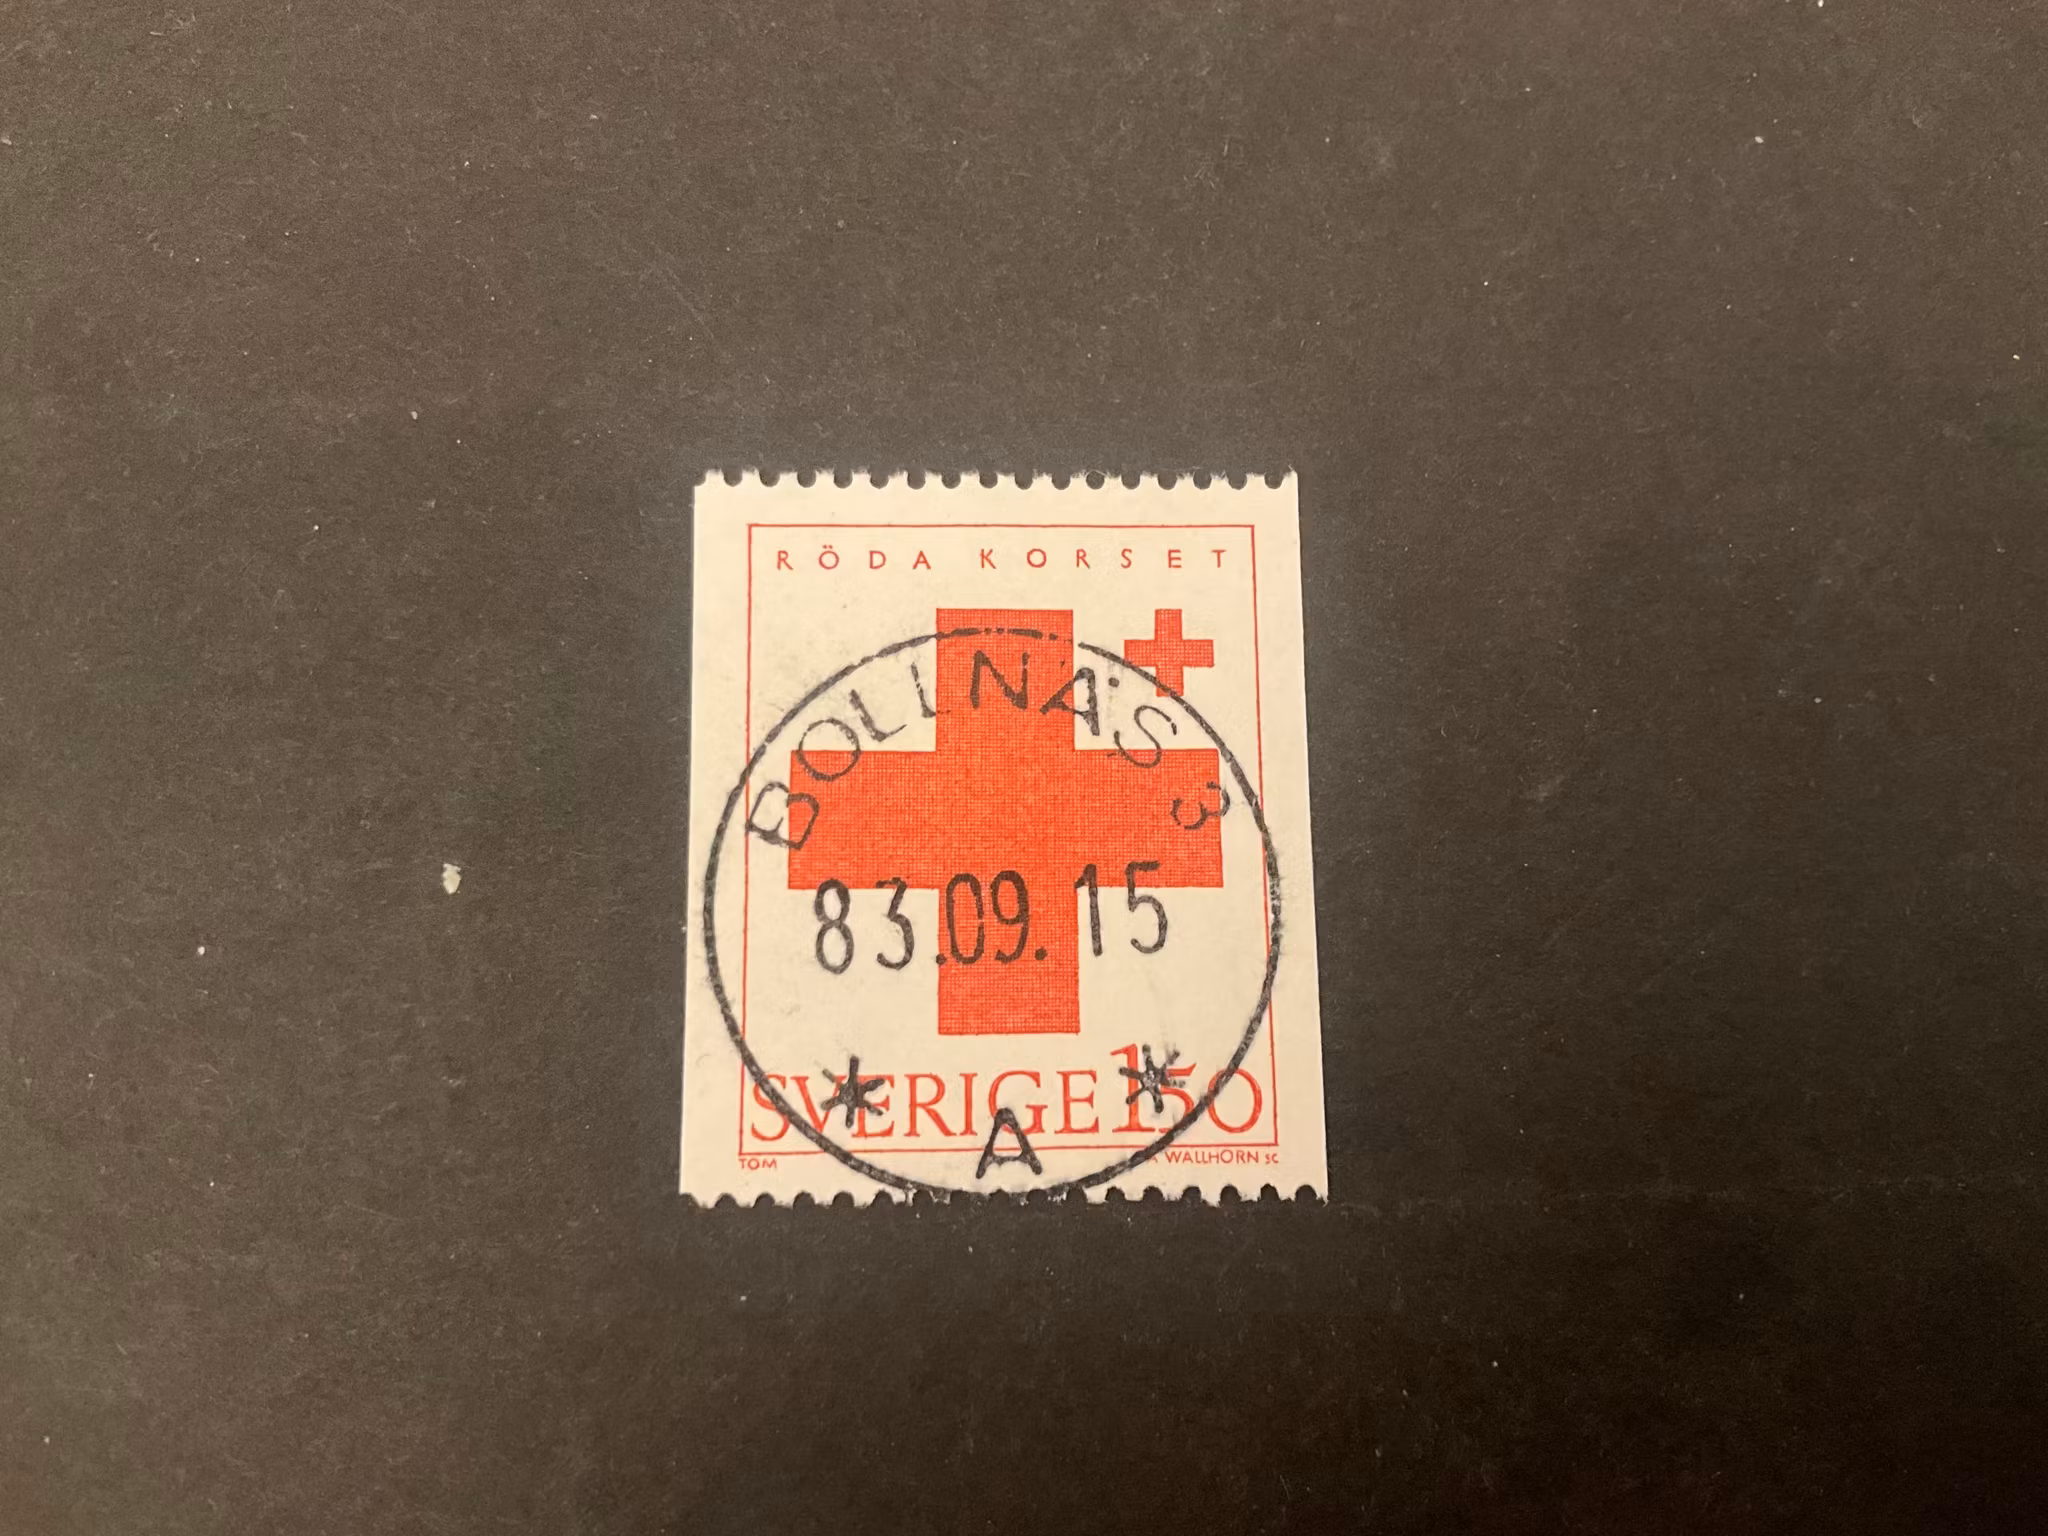 RÖDA KORSET
BOLLNÄS 3
83.09.15
SVERIGE 150
* A *
TOM
WALLHORN SC